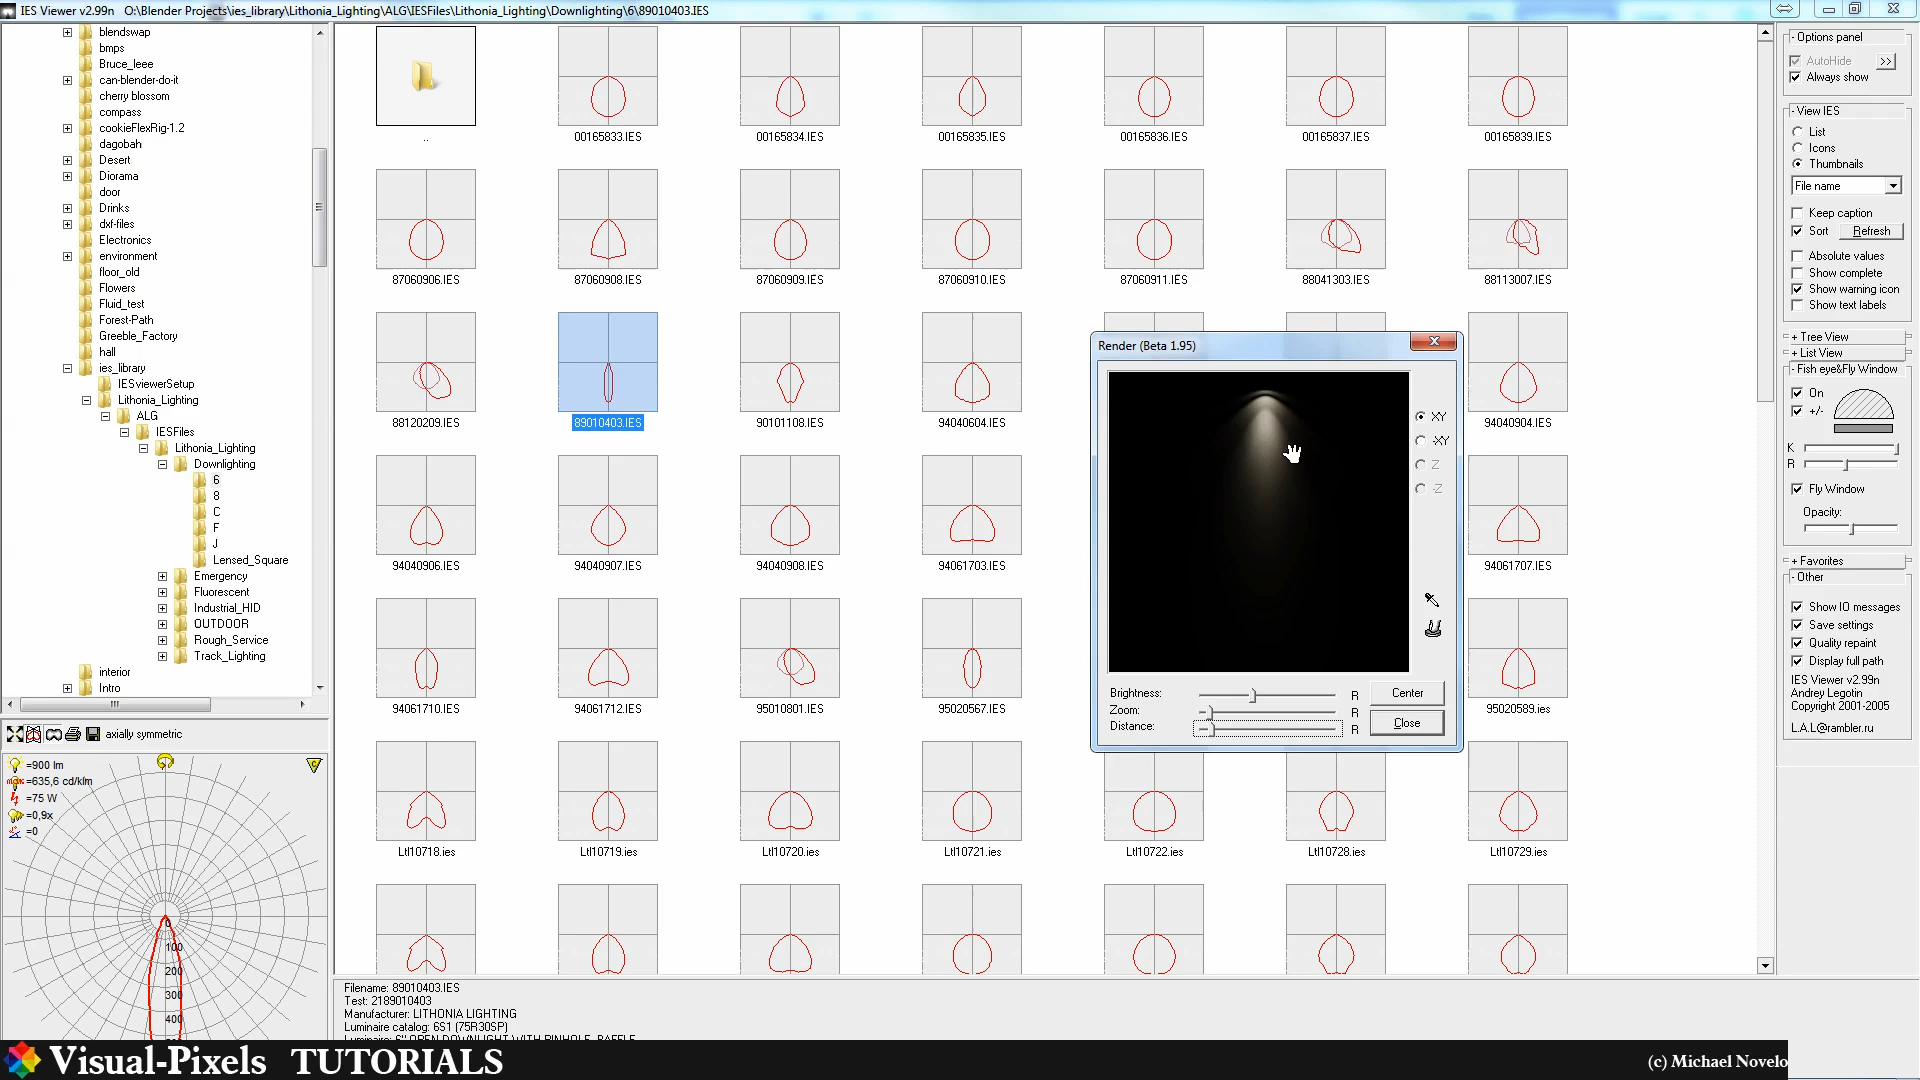 IES Viewer v2.99n    O:\Blender Projects\ies_library\Lithonia_Lighting\ALG\IESFiles\Lithonia_Lighting\Downlighting\6\89010403.IES
blendswap
bmps
Bruce_leee
can-blender-do-it
cherry blossom
compass
cookieFlexRig-1.2
dagobah
Desert
Diorama
door
Drinks
dxf-files
Electronics
environment
floor_old
Flowers
Fluid_test
Forest-Path
Greeble_Factory
hall
ies_library
IESviewerSetup
Lithonia_Lighting
ALG
IESFiles
Lithonia_Lighting
Downlighting
6
8
C
F
J
Lensed_Square
Emergency
Fluorescent
Industrial_HID
OUTDOOR
Rough_Service
Track_Lighting
interior
Intro
axially symmetric
=900 lm
=635,6 cd/klm
=75 W
=0,9x
=0
0
100
200
300
400
..
00165833.IES
00165834.IES
00165835.IES
00165836.IES
00165837.IES
00165839.IES
87060906.IES
87060908.IES
87060909.IES
87060910.IES
87060911.IES
88041303.IES
88113007.IES
88120209.IES
89010403.IES
90101108.IES
94040604.IES
94040904.IES
94040906.IES
94040907.IES
94040908.IES
94061703.IES
94061707.IES
94061710.IES
94061712.IES
95010801.IES
95020567.IES
95020589.ies
Ltl10718.ies
Ltl10719.ies
Ltl10720.ies
Ltl10721.ies
Ltl10722.ies
Ltl10728.ies
Ltl10729.ies
Render (Beta 1.95)
XY
-XY
Z
-Z
Brightness:
R
Center
Zoom:
R
Distance:
R
Close
Filename: 89010403.IES
Test: 2189010403
Manufacturer: LITHONIA LIGHTING
Luminaire catalog: 6S1 (75R30SP)
Luminaire: 6" OPEN DOWNLIGHT WITH PINHOLE, BAFFLE
- Options panel
AutoHide
>>
Always show
- View IES
List
Icons
Thumbnails
File name
Keep caption
Sort
Refresh
Absolute values
Show complete
Show warning icon
Show text labels
+ Tree View
+ List View
- Fish eye&Fly Window
On
+/-
K
R
Fly Window
Opacity:
+ Favorites
- Other
Show IO messages
Save settings
Quality repaint
Display full path
IES Viewer v2.99n
Andrey Legotin
Copyright 2001-2005
L.A.L@rambler.ru
Visual-Pixels TUTORIALS
(c) Michael Novelo